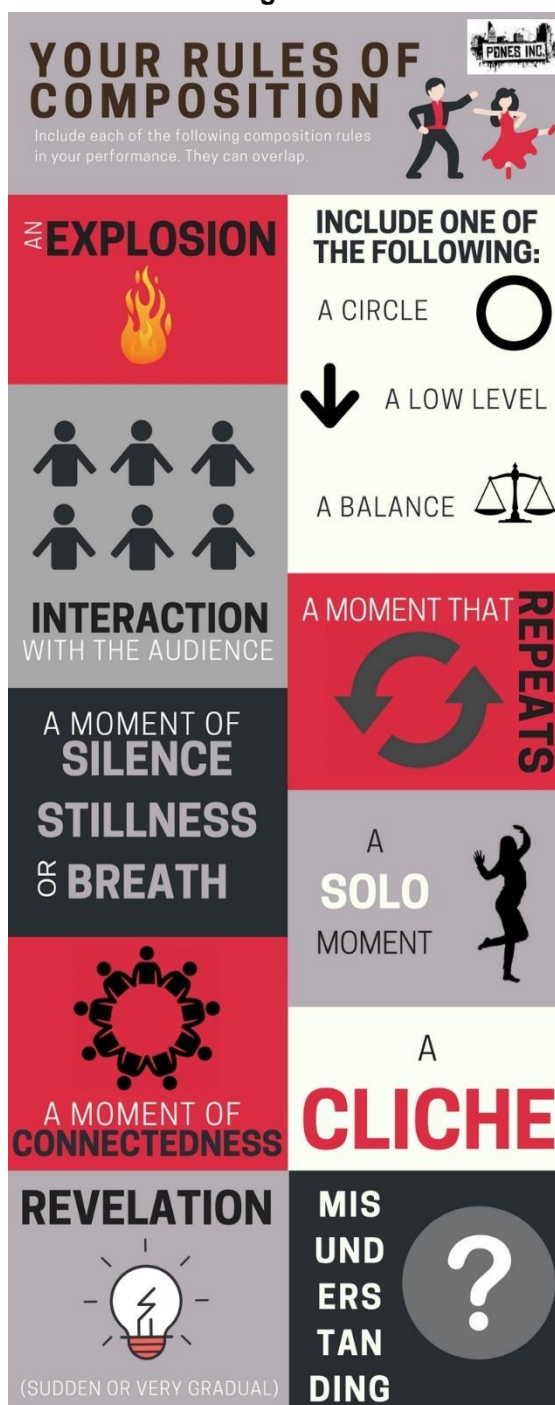 YOUR RULES OF
COMPOSITION
Include each of the following composition rules
in your performance. They can overlap.
PONES INC.
AN EXPLOSION
INTERACTION
WITH THE AUDIENCE
A MOMENT OF
SILENCE
STILLNESS
OR BREATH
A MOMENT OF
CONNECTEDNESS
REVELATION
(SUDDEN OR VERY GRADUAL)
INCLUDE ONE OF
THE FOLLOWING:
A CIRCLE
A LOW LEVEL
A BALANCE
A MOMENT THAT
REPEATS
A
SOLO
MOMENT
A
CLICHE
MIS
UND
ERS
TAN
DING
?